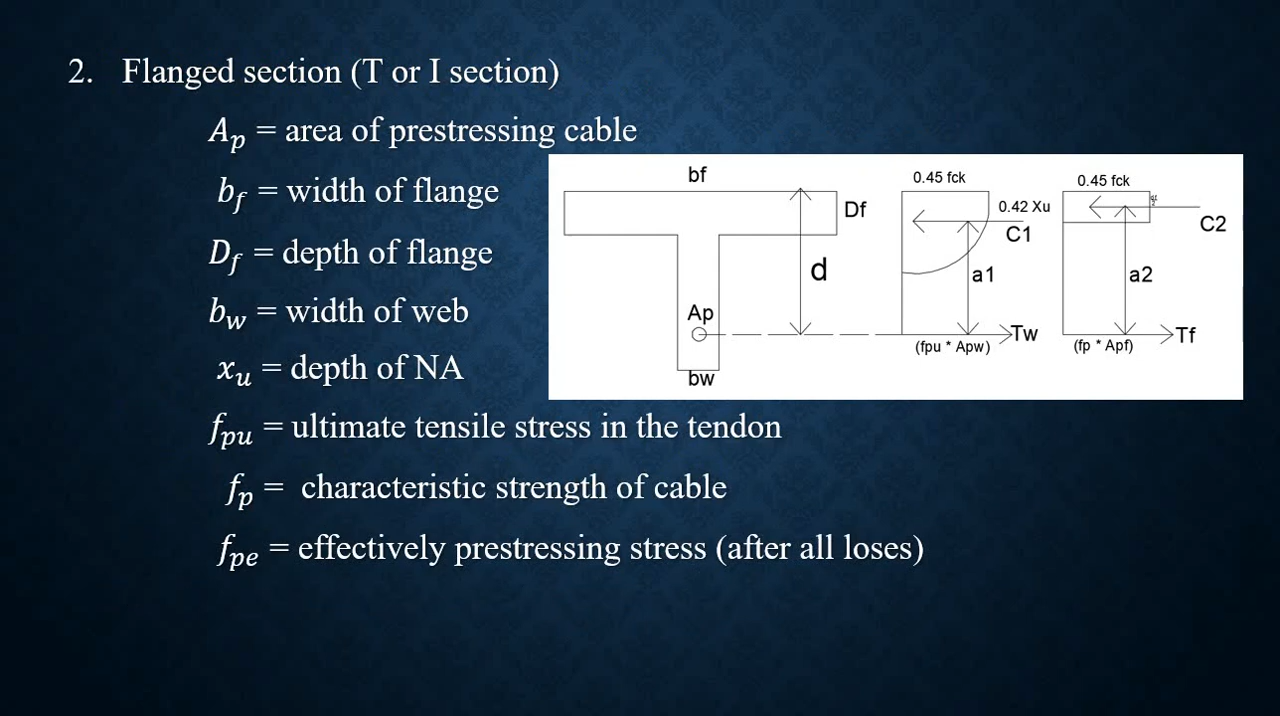 2. Flanged section (T or I section)
A_p = area of prestressing cable
b_f = width of flange
D_f = depth of flange
b_w = width of web
x_u = depth of NA
f_pu = ultimate tensile stress in the tendon
f_p = characteristic strength of cable
f_pe = effectively prestressing stress (after all loses)
bf
Df
d
Ap
bw
0.45 fck
0.42 Xu
C1
a1
Tw
(fpu * Apw)
0.45 fck
C2
a2
Tf
(fp * Apf)